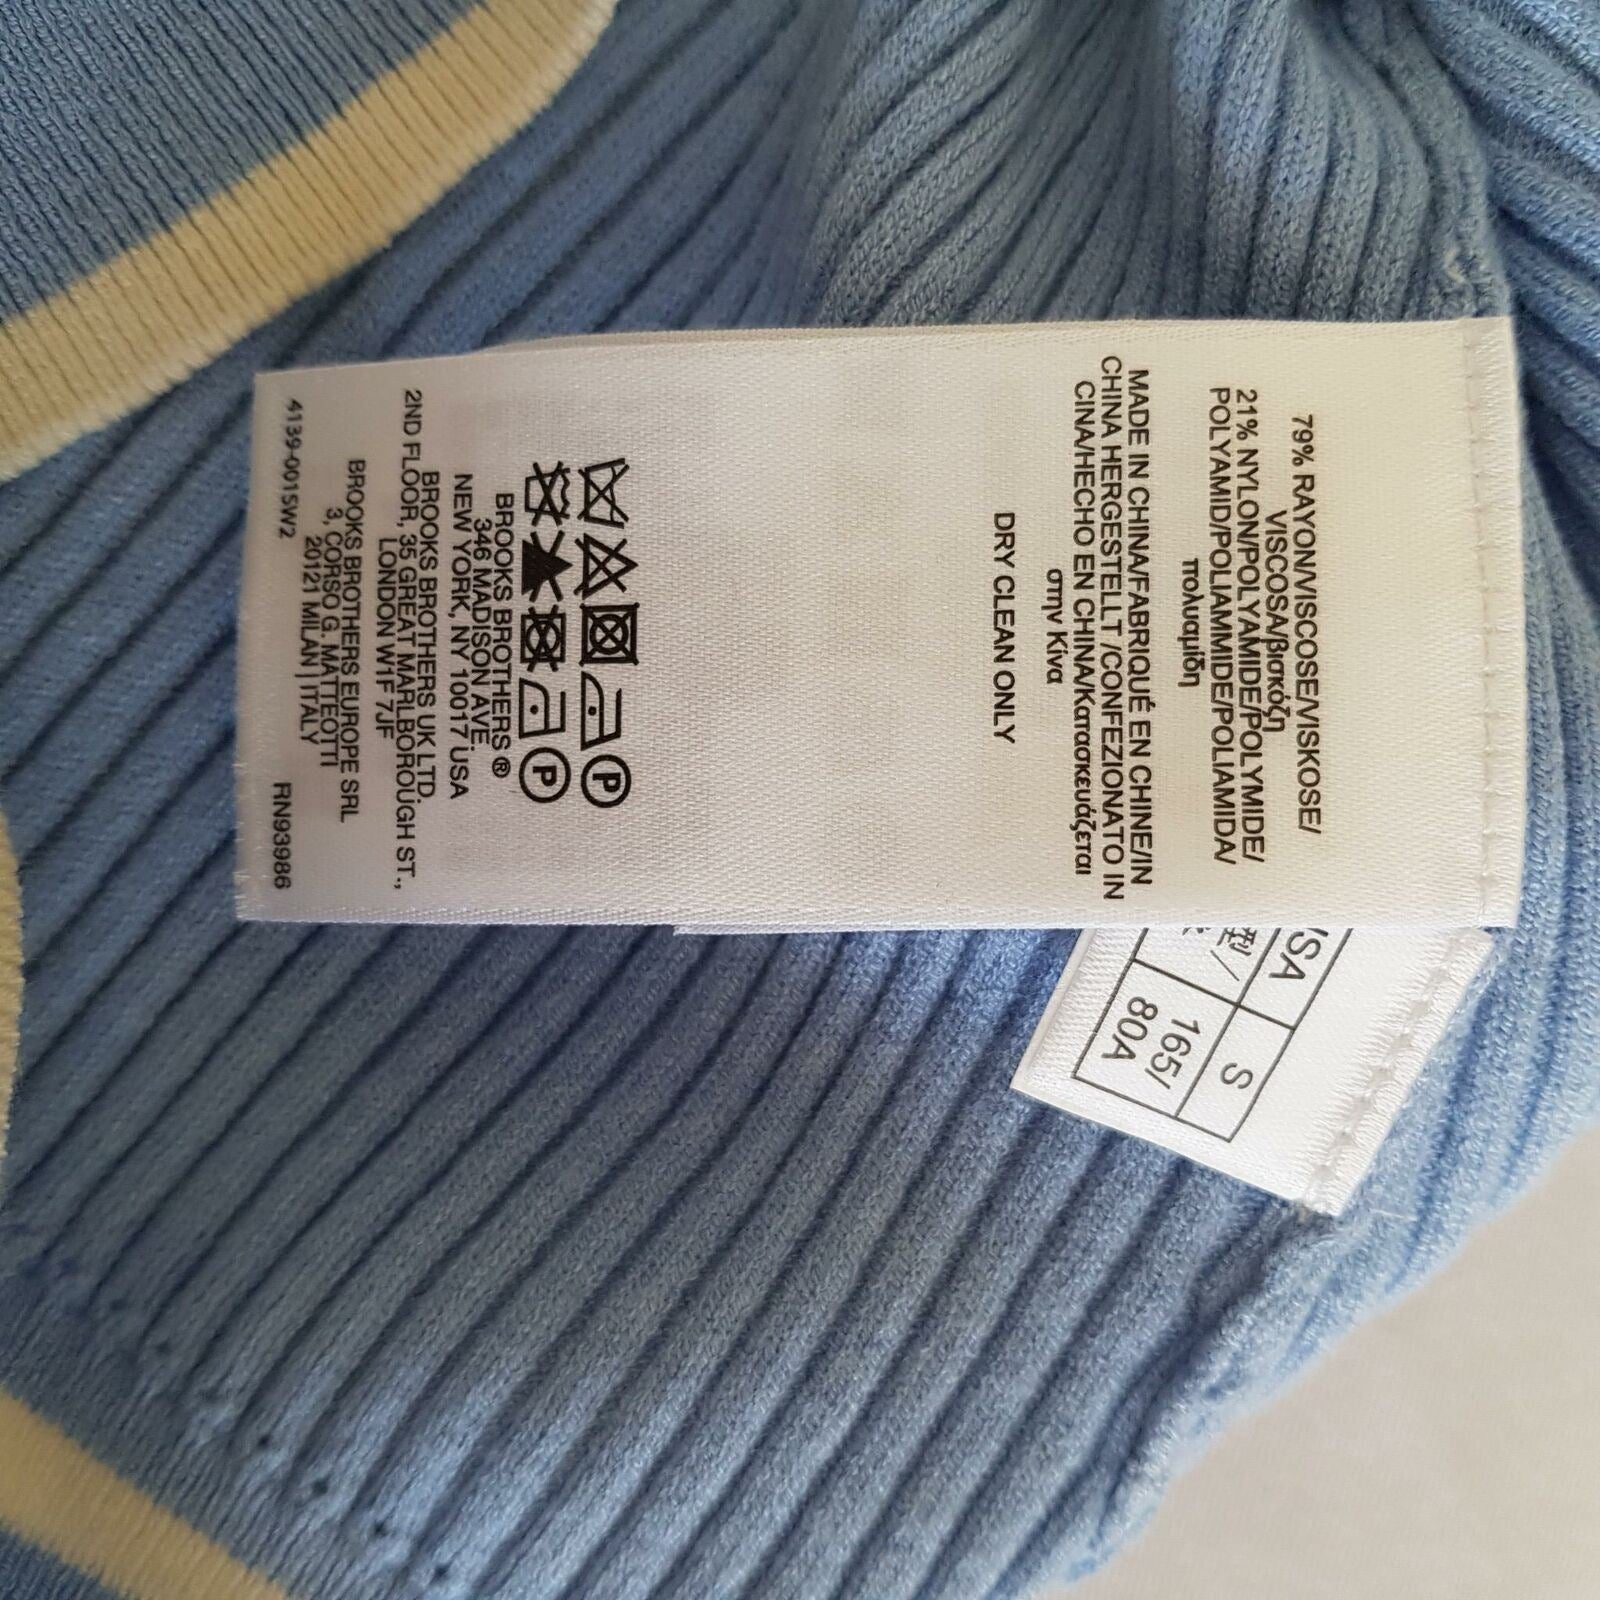 79% RAYON/VISCOSE/VISKOSE/
VISCOSA/βισκόζη
21% NYLON/POLYAMIDE/POLYMIDE/
POLYAMID/POLIAMMIDE/POLIAMIDA/
πολυαμίδη
MADE IN CHINA/FABRIQUÉ EN CHINE/IN
CHINA HERGESTELLT /CONFEZIONATO IN
CINA/HECHO EN CHINA/Κατασκευάζεται
στην Κίνα
DRY CLEAN ONLY
P
P
BROOKS BROTHERS ®
346 MADISON AVE.
NEW YORK, NY 10017 USA
BROOKS BROTHERS UK LTD.
2ND FLOOR, 35 GREAT MARLBOROUGH ST.,
LONDON W1F 7JF
BROOKS BROTHERS EUROPE SRL
3, CORSO G. MATTEOTTI
20121 MILAN | ITALY
4139-001SW2 RN93986
/SA S
型/ 165/
80A